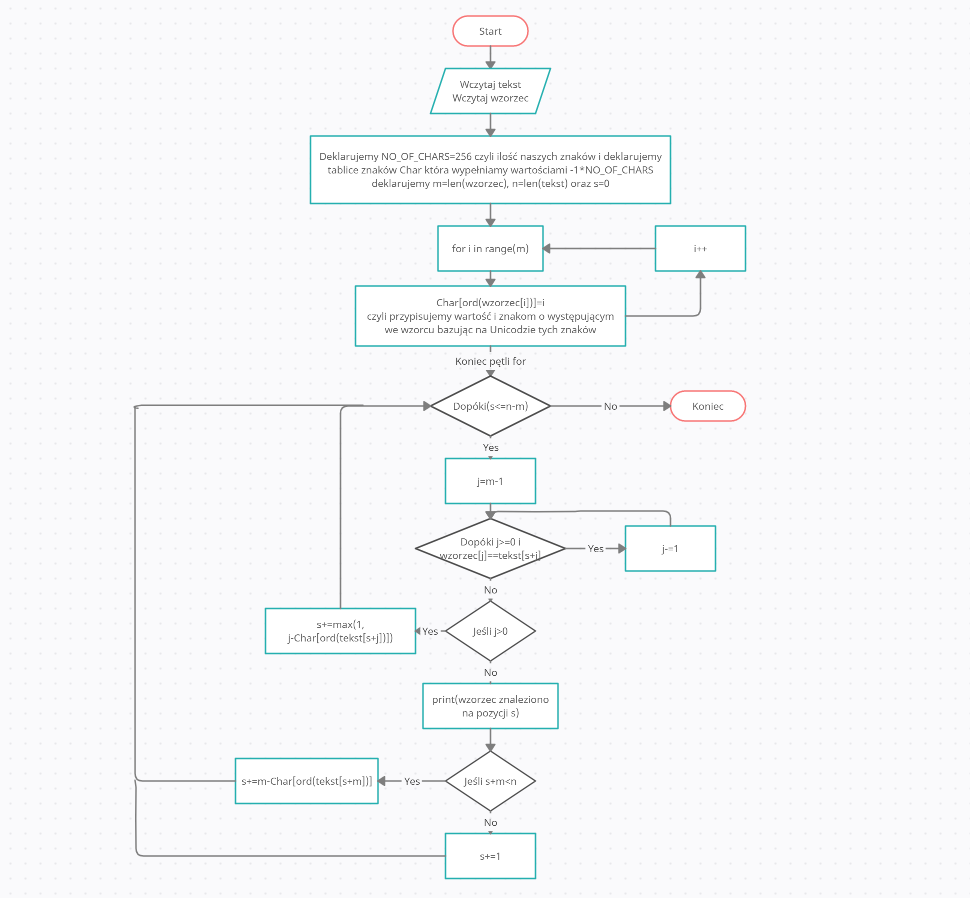 Start
Wczytaj tekst
Wczytaj wzorzec
Deklarujemy NO_OF_CHARS=256 czyli ilość naszych znaków i deklarujemy
tablice znaków Char która wypełniamy wartościami -1*NO_OF_CHARS
deklarujemy m=len(wzorzec), n=len(tekst) oraz s=0
for i in range(m)
i++
Char[ord(wzorzec[i])]=i
czyli przypisujemy wartość i znakom o występującym
we wzorcu bazując na Unicodzie tych znaków
Koniec pętli for
Dopóki(s<=n-m)
No
Koniec
Yes
j=m-1
Dopóki j>=0 i
wzorzec[j]==tekst[s+j]
Yes
j-=1
No
s+=max(1,
j-Char[ord(tekst[s+j])])
Yes
Jeśli j>0
No
print(wzorzec znaleziono
na pozycji s)
s+=m-Char[ord(tekst[s+m])]
Yes
Jeśli s+m<n
No
s+=1